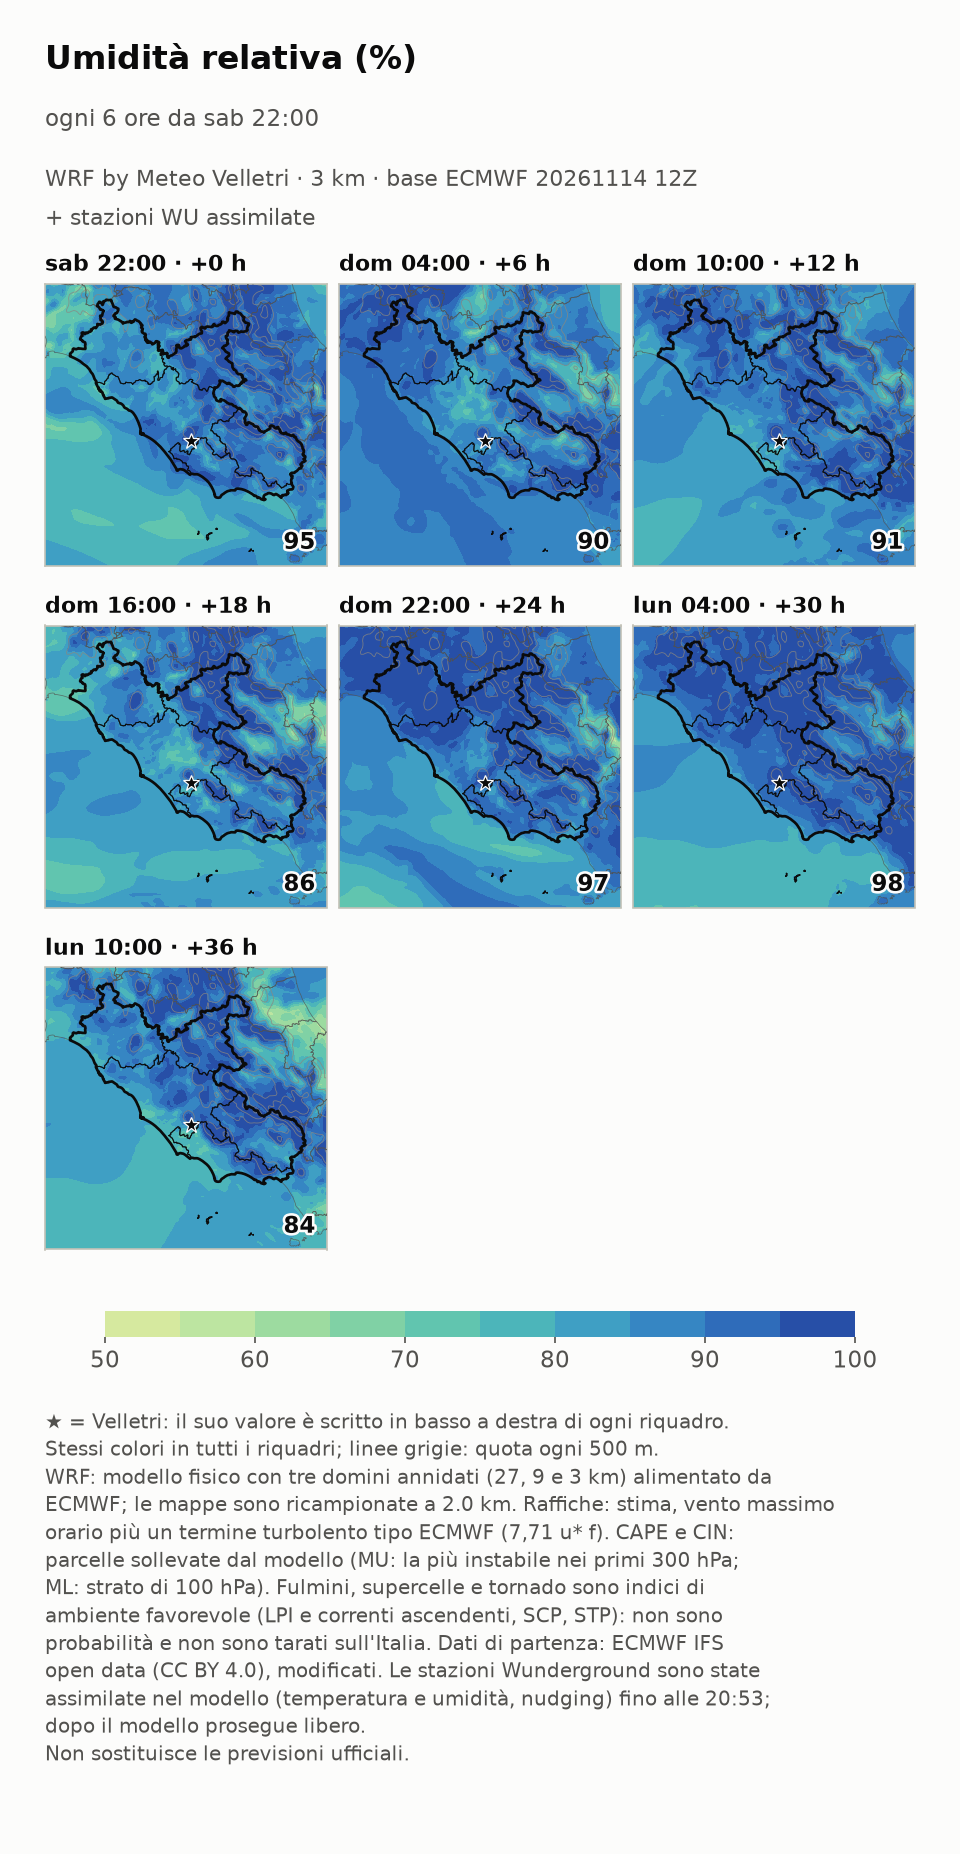 Umidità relativa (%)
ogni 6 ore da sab 22:00
WRF by Meteo Velletri · 3 km · base ECMWF 20261114 12Z
+ stazioni WU assimilate
sab 22:00 · +0 h
dom 04:00 · +6 h
dom 10:00 · +12 h
95
90
91
dom 16:00 · +18 h
dom 22:00 · +24 h
lun 04:00 · +30 h
86
97
98
lun 10:00 · +36 h
84
50 60 70 80 90 100
★ = Velletri: il suo valore è scritto in basso a destra di ogni riquadro.
Stessi colori in tutti i riquadri; linee grigie: quota ogni 500 m.
WRF: modello fisico con tre domini annidati (27, 9 e 3 km) alimentato da
ECMWF; le mappe sono ricampionate a 2.0 km. Raffiche: stima, vento massimo
orario più un termine turbolento tipo ECMWF (7,71 u* f). CAPE e CIN:
parcelle sollevate dal modello (MU: la più instabile nei primi 300 hPa;
ML: strato di 100 hPa). Fulmini, supercelle e tornado sono indici di
ambiente favorevole (LPI e correnti ascendenti, SCP, STP): non sono
probabilità e non sono tarati sull'Italia. Dati di partenza: ECMWF IFS
open data (CC BY 4.0), modificati. Le stazioni Wunderground sono state
assimilate nel modello (temperatura e umidità, nudging) fino alle 20:53;
dopo il modello prosegue libero.
Non sostituisce le previsioni ufficiali.